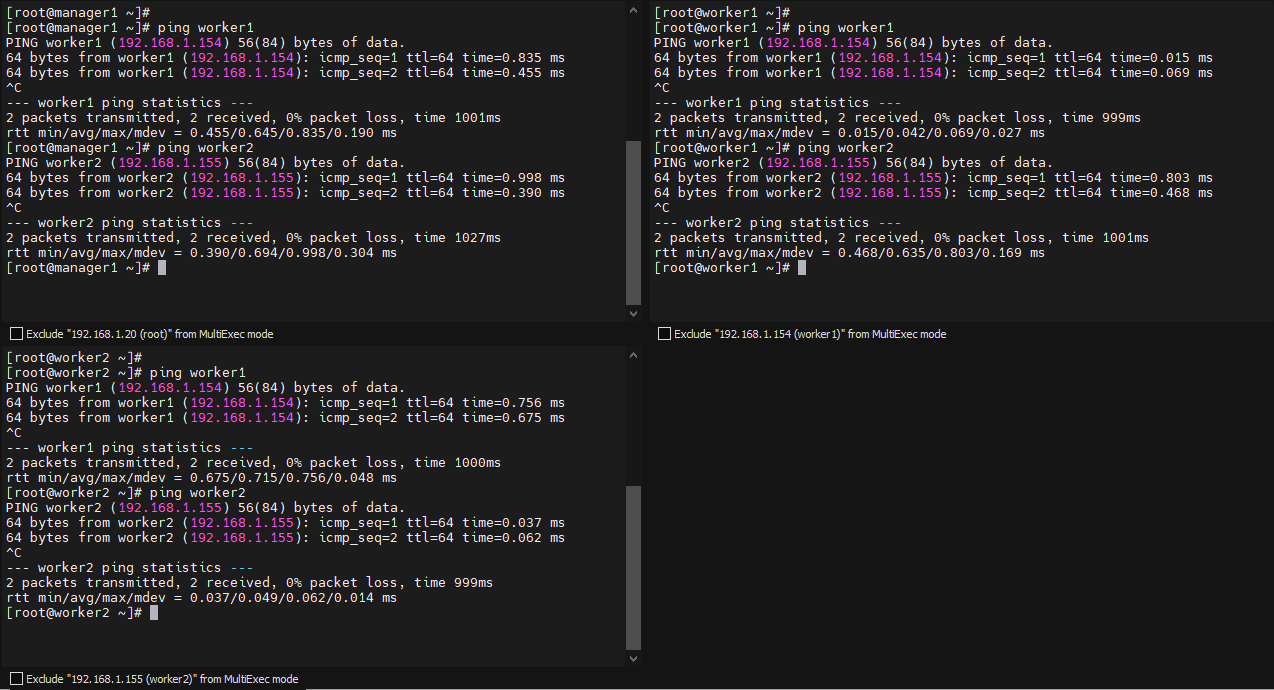 [root@manager1 ~]#
[root@manager1 ~]# ping worker1
PING worker1 (192.168.1.154) 56(84) bytes of data.
64 bytes from worker1 (192.168.1.154): icmp_seq=1 ttl=64 time=0.835 ms
64 bytes from worker1 (192.168.1.154): icmp_seq=2 ttl=64 time=0.455 ms
^C
--- worker1 ping statistics ---
2 packets transmitted, 2 received, 0% packet loss, time 1001ms
rtt min/avg/max/mdev = 0.455/0.645/0.835/0.190 ms
[root@manager1 ~]# ping worker2
PING worker2 (192.168.1.155) 56(84) bytes of data.
64 bytes from worker2 (192.168.1.155): icmp_seq=1 ttl=64 time=0.998 ms
64 bytes from worker2 (192.168.1.155): icmp_seq=2 ttl=64 time=0.390 ms
^C
--- worker2 ping statistics ---
2 packets transmitted, 2 received, 0% packet loss, time 1027ms
rtt min/avg/max/mdev = 0.390/0.694/0.998/0.304 ms
[root@manager1 ~]#
Exclude "192.168.1.20 (root)" from MultiExec mode
[root@worker1 ~]#
[root@worker1 ~]# ping worker1
PING worker1 (192.168.1.154) 56(84) bytes of data.
64 bytes from worker1 (192.168.1.154): icmp_seq=1 ttl=64 time=0.015 ms
64 bytes from worker1 (192.168.1.154): icmp_seq=2 ttl=64 time=0.069 ms
^C
--- worker1 ping statistics ---
2 packets transmitted, 2 received, 0% packet loss, time 999ms
rtt min/avg/max/mdev = 0.015/0.042/0.069/0.027 ms
[root@worker1 ~]# ping worker2
PING worker2 (192.168.1.155) 56(84) bytes of data.
64 bytes from worker2 (192.168.1.155): icmp_seq=1 ttl=64 time=0.803 ms
64 bytes from worker2 (192.168.1.155): icmp_seq=2 ttl=64 time=0.468 ms
^C
--- worker2 ping statistics ---
2 packets transmitted, 2 received, 0% packet loss, time 1001ms
rtt min/avg/max/mdev = 0.468/0.635/0.803/0.169 ms
[root@worker1 ~]#
Exclude "192.168.1.154 (worker1)" from MultiExec mode
[root@worker2 ~]#
[root@worker2 ~]# ping worker1
PING worker1 (192.168.1.154) 56(84) bytes of data.
64 bytes from worker1 (192.168.1.154): icmp_seq=1 ttl=64 time=0.756 ms
64 bytes from worker1 (192.168.1.154): icmp_seq=2 ttl=64 time=0.675 ms
^C
--- worker1 ping statistics ---
2 packets transmitted, 2 received, 0% packet loss, time 1000ms
rtt min/avg/max/mdev = 0.675/0.715/0.756/0.048 ms
[root@worker2 ~]# ping worker2
PING worker2 (192.168.1.155) 56(84) bytes of data.
64 bytes from worker2 (192.168.1.155): icmp_seq=1 ttl=64 time=0.037 ms
64 bytes from worker2 (192.168.1.155): icmp_seq=2 ttl=64 time=0.062 ms
^C
--- worker2 ping statistics ---
2 packets transmitted, 2 received, 0% packet loss, time 999ms
rtt min/avg/max/mdev = 0.037/0.049/0.062/0.014 ms
[root@worker2 ~]#
Exclude "192.168.1.155 (worker2)" from MultiExec mode